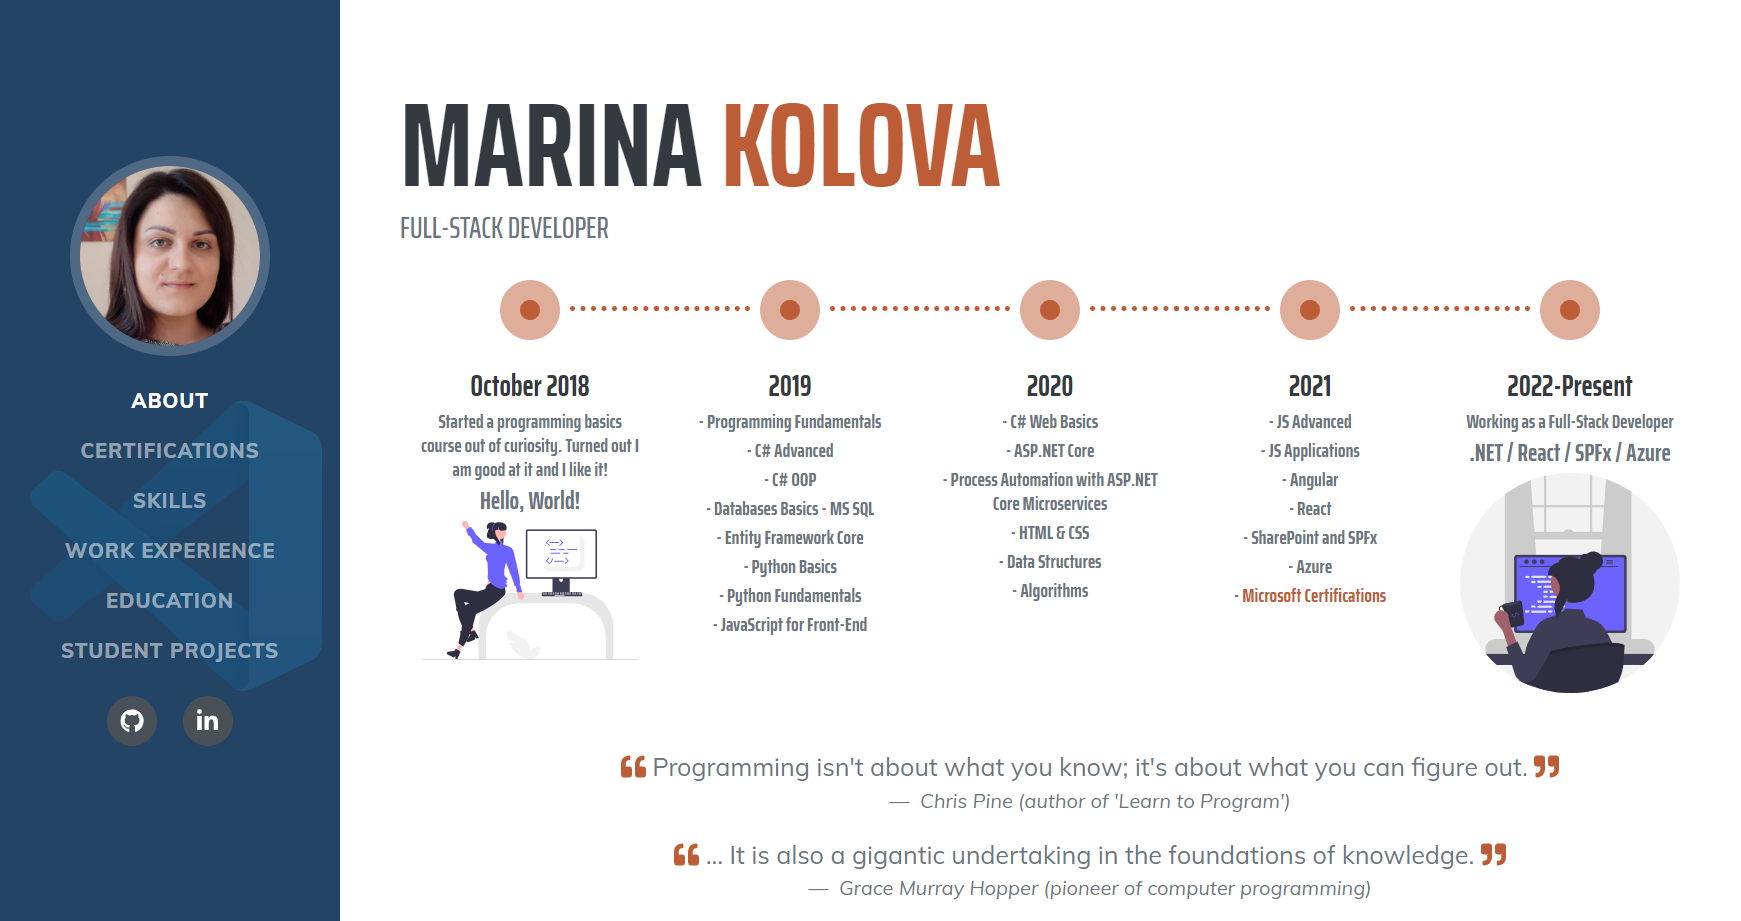 ABOUT
CERTIFICATIONS
SKILLS
WORK EXPERIENCE
EDUCATION
STUDENT PROJECTS
in
MARINA KOLOVA
FULL-STACK DEVELOPER
October 2018
Started a programming basics
course out of curiosity. Turned out I
am good at it and I like it!
Hello, World!
2019
- Programming Fundamentals
- C# Advanced
- C# OOP
- Databases Basics - MS SQL
- Entity Framework Core
- Python Basics
- Python Fundamentals
- JavaScript for Front-End
2020
- C# Web Basics
- ASP.NET Core
- Process Automation with ASP.NET
Core Microservices
- HTML & CSS
- Data Structures
- Algorithms
2021
- JS Advanced
- JS Applications
- Angular
- React
- SharePoint and SPFx
- Azure
- Microsoft Certifications
2022-Present
Working as a Full-Stack Developer
.NET / React / SPFx / Azure
“ Programming isn't about what you know; it's about what you can figure out. ”
— Chris Pine (author of 'Learn to Program')
“ ... It is also a gigantic undertaking in the foundations of knowledge. ”
— Grace Murray Hopper (pioneer of computer programming)